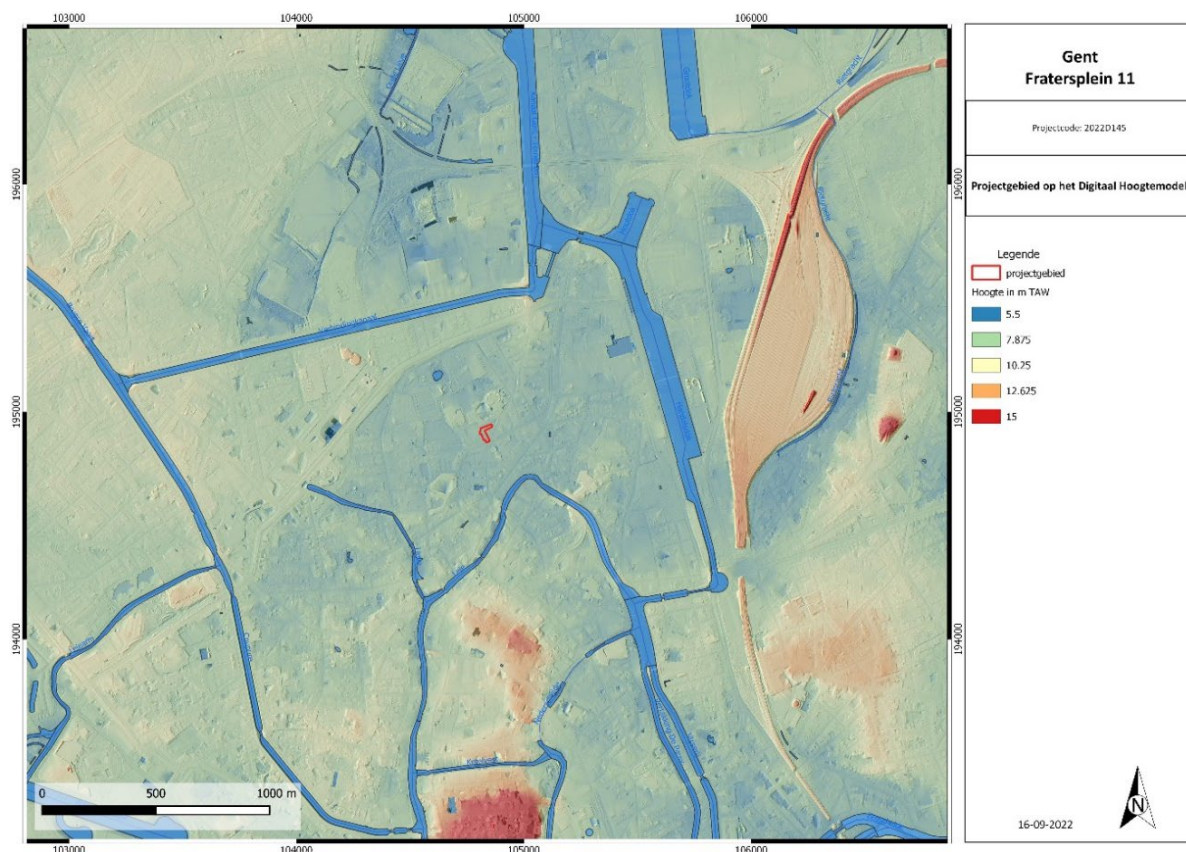 103000
104000
105000
106000
196000
195000
194000
196000
195000
194000
103000
104000
105000
106000
0
500
1000 m
Gent
Fratersplein 11
Projectcode: 2022D145
Projectgebied op het Digitaal Hoogtemodel
Legende
projectgebied
Hoogte in m TAW
5.5
7.875
10.25
12.625
15
16-09-2022
N